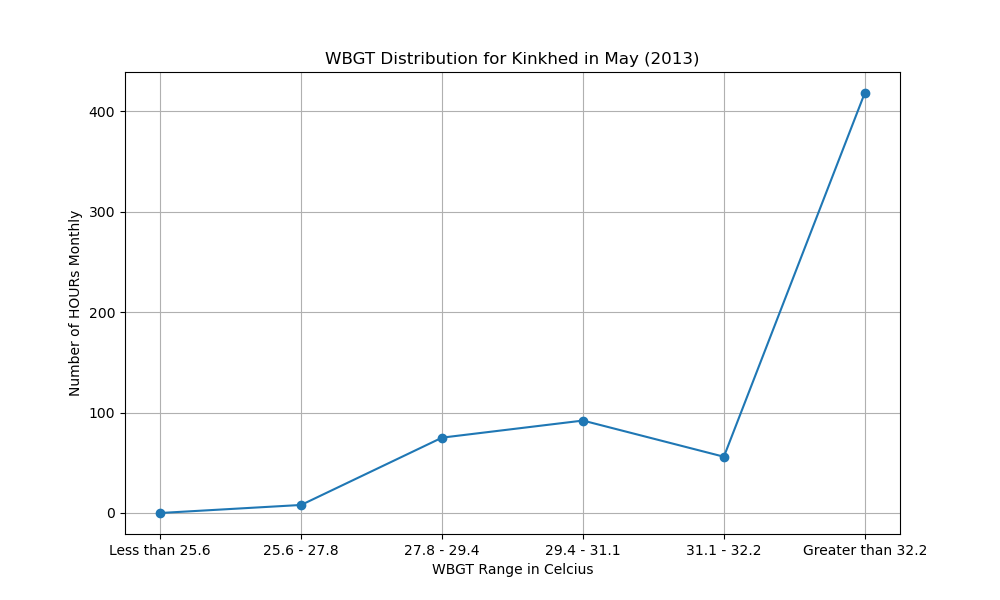 WBGT Distribution for Kinkhed in May (2013)
Number of HOURs Monthly
400
300
200
100
0
Less than 25.6
25.6 - 27.8
27.8 - 29.4
29.4 - 31.1
31.1 - 32.2
Greater than 32.2
WBGT Range in Celcius